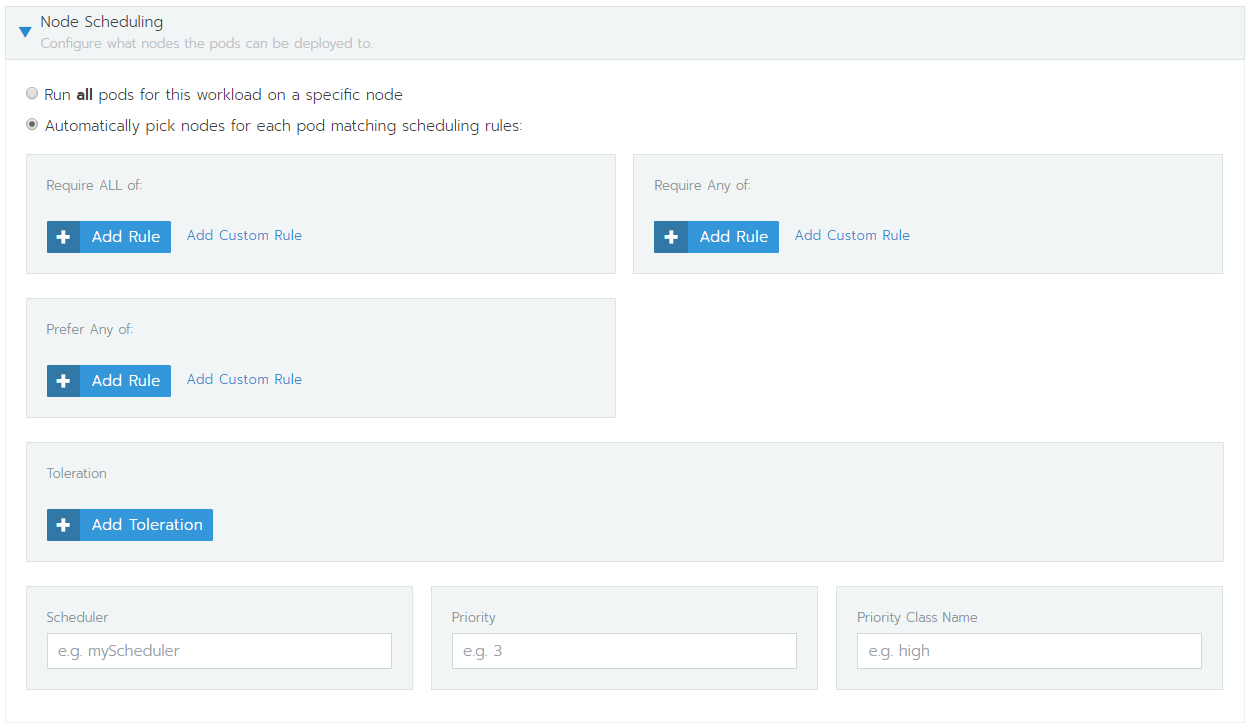 Node Scheduling
Configure what nodes the pods can be deployed to.
Run all pods for this workload on a specific node
Automatically pick nodes for each pod matching scheduling rules:
Require ALL of:
Require Any of:
Add Rule Add Custom Rule
Add Rule Add Custom Rule
Prefer Any of:
Add Rule Add Custom Rule
Toleration
Add Toleration
Scheduler
Priority
Priority Class Name
e.g. myScheduler
e.g. 3
e.g. high